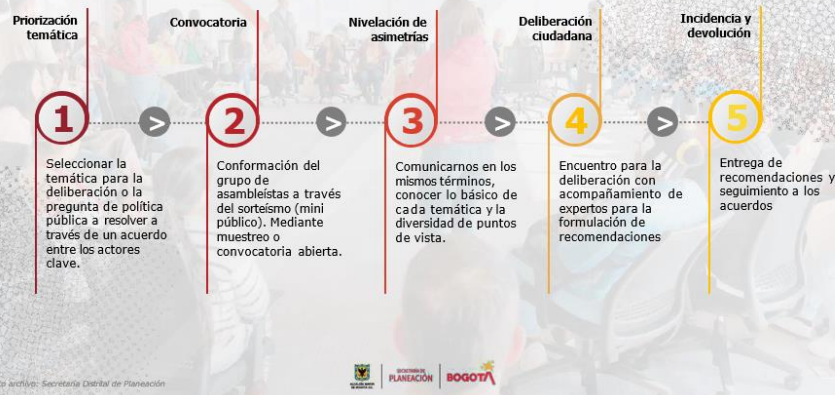 Priorización
temática
Convocatoria
Nivelación de
asimetrías
Deliberación
ciudadana
Incidencia y
devolución
1
>
2
>
3
>
4
>
5
Seleccionar la
temática para la
deliberación o la
pregunta de política
pública a resolver a
través de un acuerdo
entre los actores
clave.
Conformación del
grupo de
asambleístas a través
del sorteísmo (mini
público). Mediante
muestreo o
convocatoria abierta.
Comunicarnos en los
mismos términos,
conocer lo básico de
cada temática y la
diversidad de puntos
de vista.
Encuentro para la
deliberación con
acompañamiento de
expertos para la
formulación de
recomendaciones
Entrega de
recomendaciones y
seguimiento a los
acuerdos
archivo: Secretaría Distrital de Planeación
ALCALDÍA MAYOR
DE BOGOTÁ D.C.
SECRETARÍA DE
PLANEACIÓN
BOGOTÁ